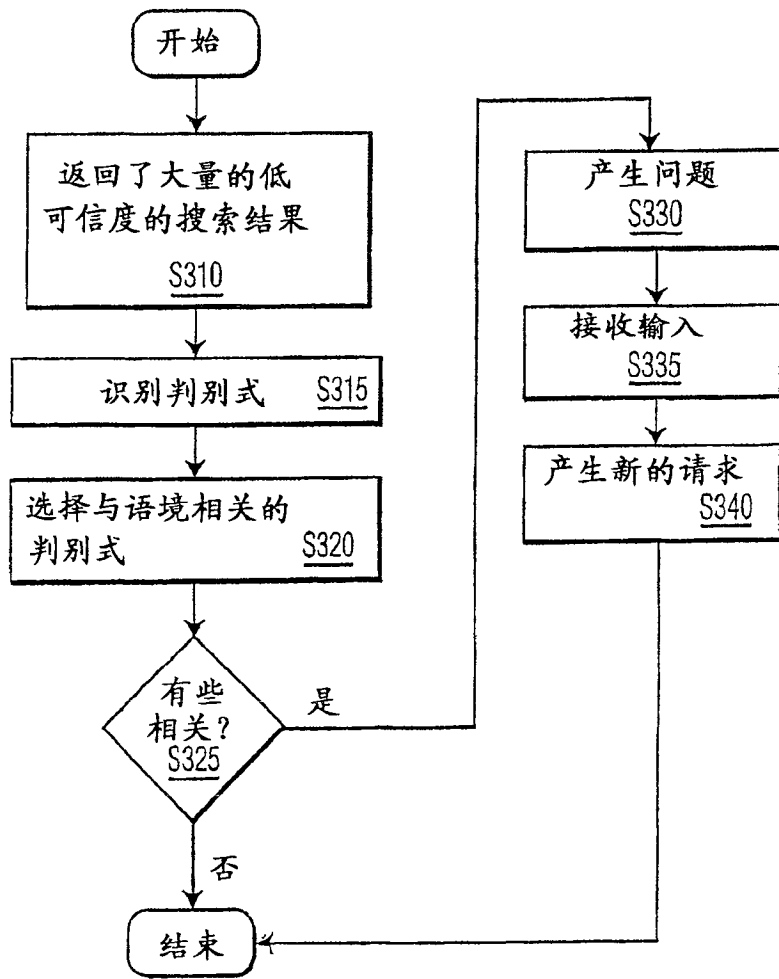 开始
返回了大量的低
可信度的搜索结果
S310
识别判别式 S315
选择与语境相关的
判别式 S320
有些
相关?
S325
是
否
结束
产生问题
S330
接收输入
S335
产生新的请求
S340